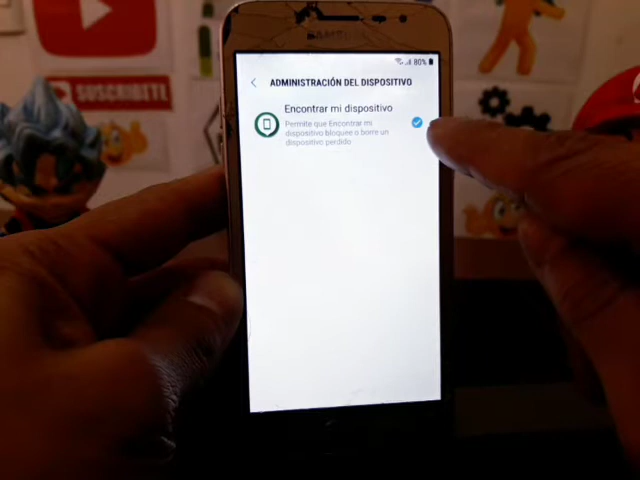 SAMSUNG
80%
ADMINISTRACIÓN DEL DISPOSITIVO
Encontrar mi dispositivo
Permite que Encontrar mi
dispositivo bloquee o borre un
dispositivo perdido
SUSCRIBETE